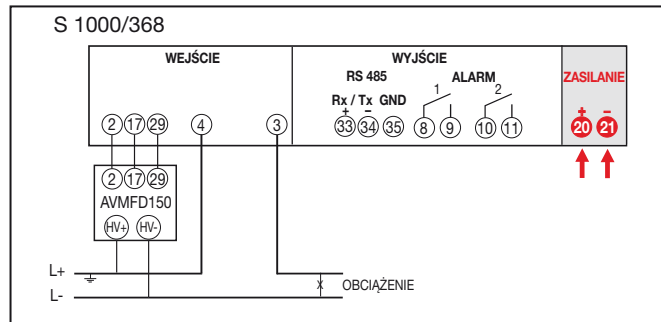 S 1000/368
WEJŚCIE WYJŚCIE
RS 485 ALARM ZASILANIE
1 2
Rx / Tx GND
+ − + −
2 17 29 4 3 33 34 35 8 9 10 11 20 21
2 17 29
AVMFD150
HV+ HV-
L+
X OBCIĄŻENIE
L-